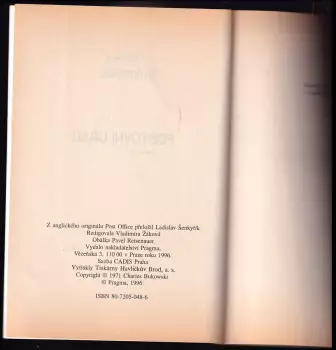 Z anglického originálu Post Office přeložil Ladislav Šenkyřík
Redigovala Vladimíra Žáková
Obálka Pavel Reisenauer
Vydalo nakladatelství Pragma,
Vězeňská 5, 110 00 v Praze roku 1996
Sazba CADIS Praha
Vytiskly Tiskárny Havlíčkův Brod, a. s.
Copyright © 1971 Charles Bukowski
© Pragma, 1996
ISBN 80-7205-048-6